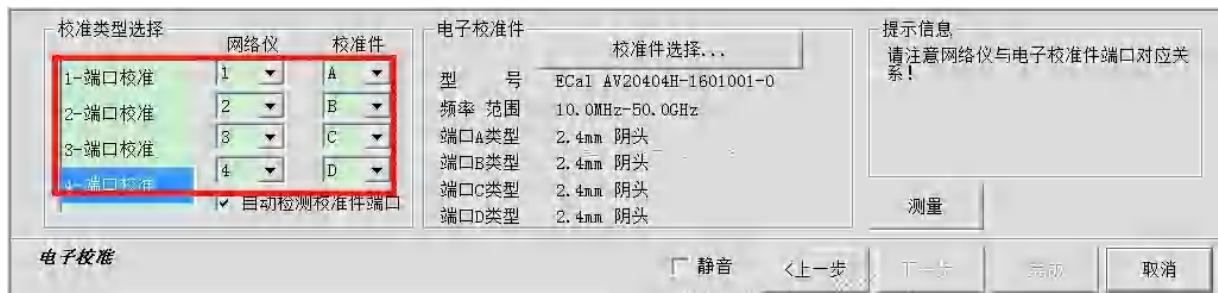 校准类型选择
网络仪 校准件
1-端口校准 1 A
2-端口校准 2 B
3-端口校准 3 C
4-端口校准 4 D
自动检测校准件端口
电子校准件
校准件选择...
型 号 ECal AV20404H-1601001-0
频率 范围 10.0MHz-50.0GHz
端口A类型 2.4mm 阴头
端口B类型 2.4mm 阴头
端口C类型 2.4mm 阴头
端口D类型 2.4mm 阴头
提示信息
请注意网络仪与电子校准件端口对应关
系!
测量
电子校准
静音 <上一步 下一步 完成 取消